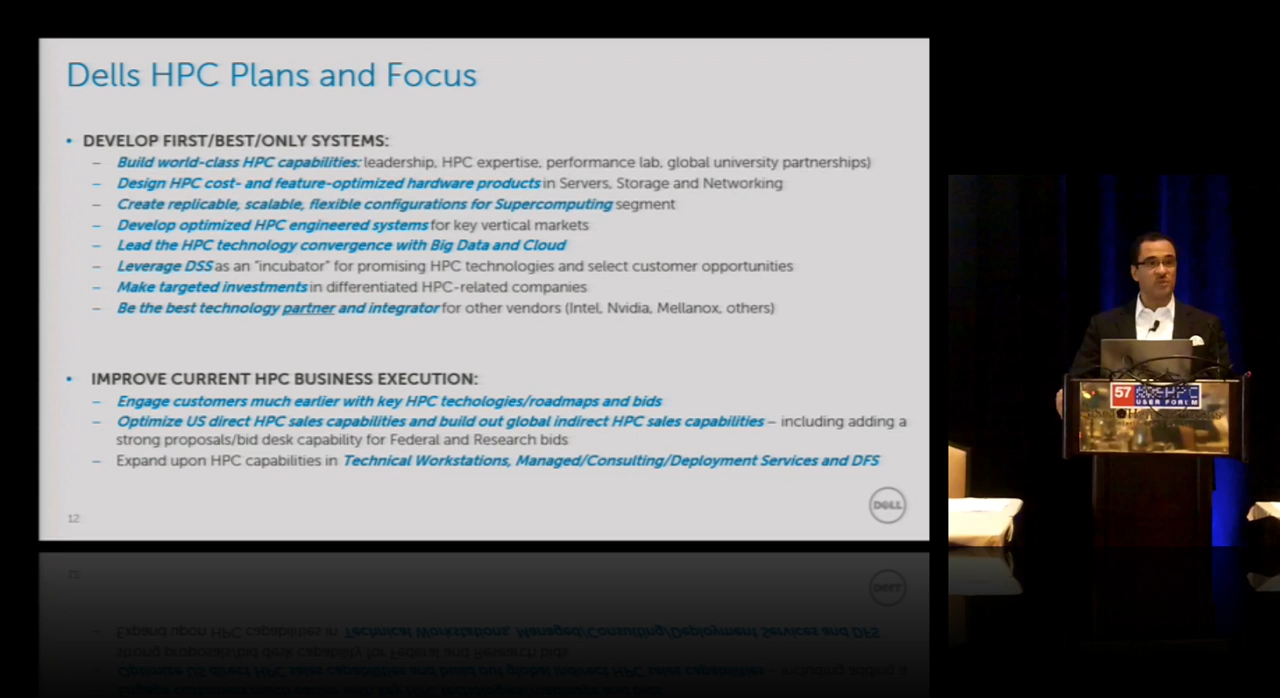 Dells HPC Plans and Focus
• DEVELOP FIRST/BEST/ONLY SYSTEMS:
– Build world-class HPC capabilities: leadership, HPC expertise, performance lab, global university partnerships)
– Design HPC cost- and feature-optimized hardware products in Servers, Storage and Networking
– Create replicable, scalable, flexible configurations for Supercomputing segment
– Develop optimized HPC engineered systems for key vertical markets
– Lead the HPC technology convergence with Big Data and Cloud
– Leverage DSS as an "incubator" for promising HPC technologies and select customer opportunities
– Make targeted investments in differentiated HPC-related companies
– Be the best technology partner and integrator for other vendors (Intel, Nvidia, Mellanox, others)
• IMPROVE CURRENT HPC BUSINESS EXECUTION:
– Engage customers much earlier with key HPC techologies/roadmaps and bids
– Optimize US direct HPC sales capabilities and build out global indirect HPC sales capabilities – including adding a
strong proposals/bid desk capability for Federal and Research bids
– Expand upon HPC capabilities in Technical Workstations, Managed/Consulting/Deployment Services and DFS
12
DELL
57 HPC
USER FORUM